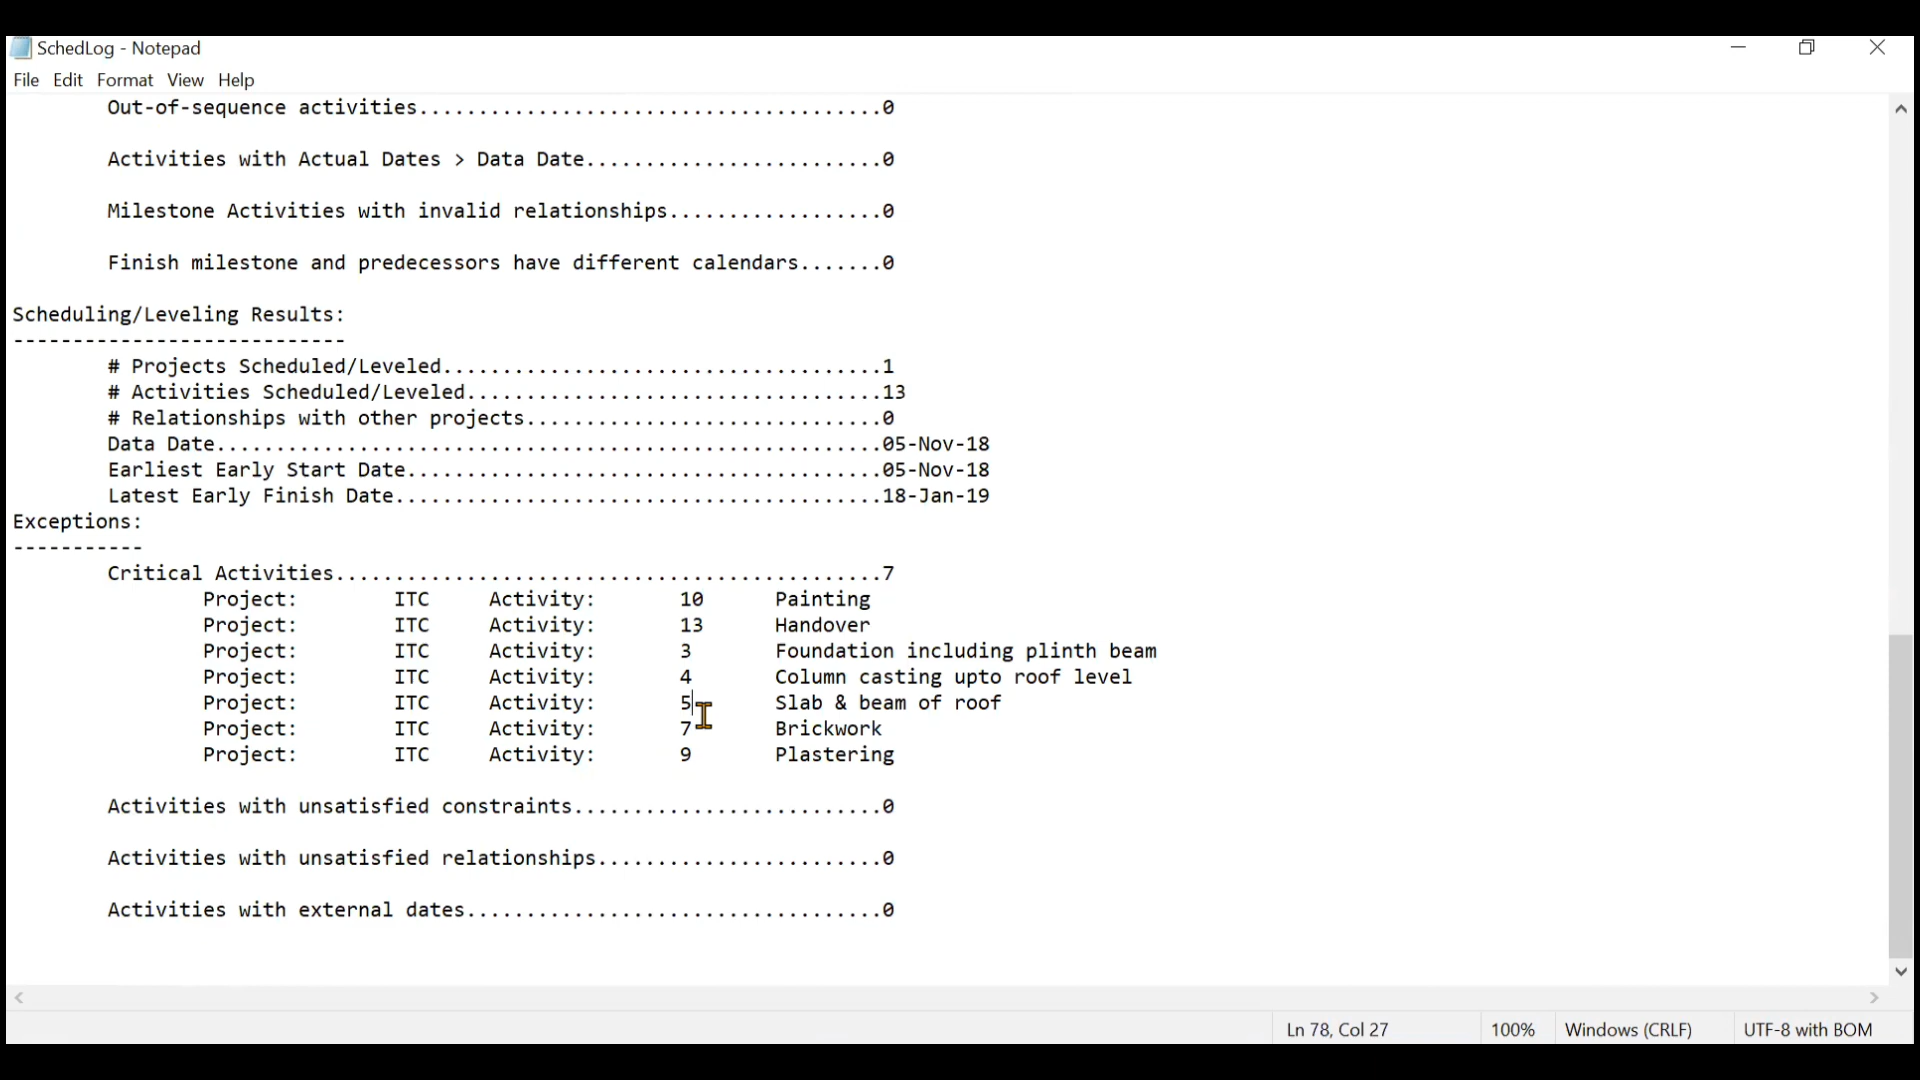 SchedLog - Notepad
File Edit Format View Help
Out-of-sequence activities.......................................0
Activities with Actual Dates > Data Date.........................0
Milestone Activities with invalid relationships..................0
Finish milestone and predecessors have different calendars.......0
Scheduling/Leveling Results:
----------------------------
# Projects Scheduled/Leveled.....................................1
# Activities Scheduled/Leveled...................................13
# Relationships with other projects..............................0
Data Date........................................................05-Nov-18
Earliest Early Start Date........................................05-Nov-18
Latest Early Finish Date.........................................18-Jan-19
Exceptions:
-----------
Critical Activities..............................................7
Project: ITC Activity: 10 Painting
Project: ITC Activity: 13 Handover
Project: ITC Activity: 3 Foundation including plinth beam
Project: ITC Activity: 4 Column casting upto roof level
Project: ITC Activity: 5 Slab & beam of roof
Project: ITC Activity: 7 Brickwork
Project: ITC Activity: 9 Plastering
Activities with unsatisfied constraints..........................0
Activities with unsatisfied relationships........................0
Activities with external dates...................................0
Ln 78, Col 27 100% Windows (CRLF) UTF-8 with BOM